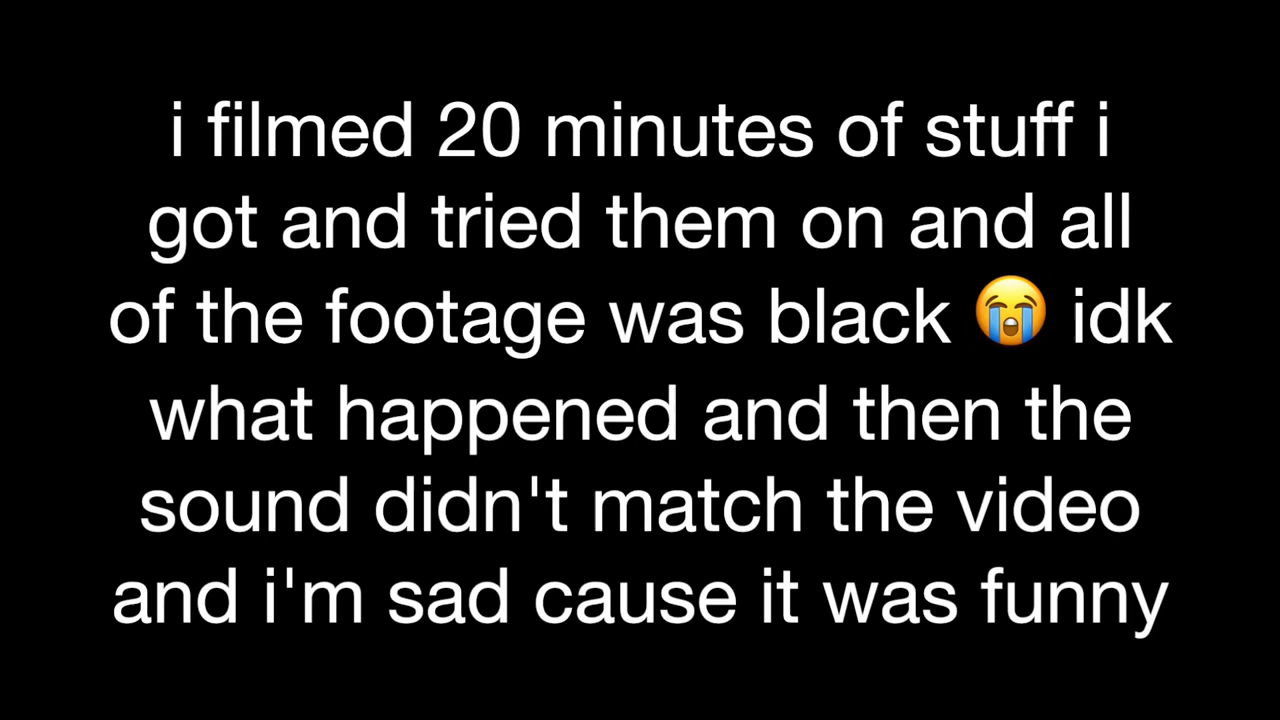 i filmed 20 minutes of stuff i
got and tried them on and all
of the footage was black 😭 idk
what happened and then the
sound didn't match the video
and i'm sad cause it was funny